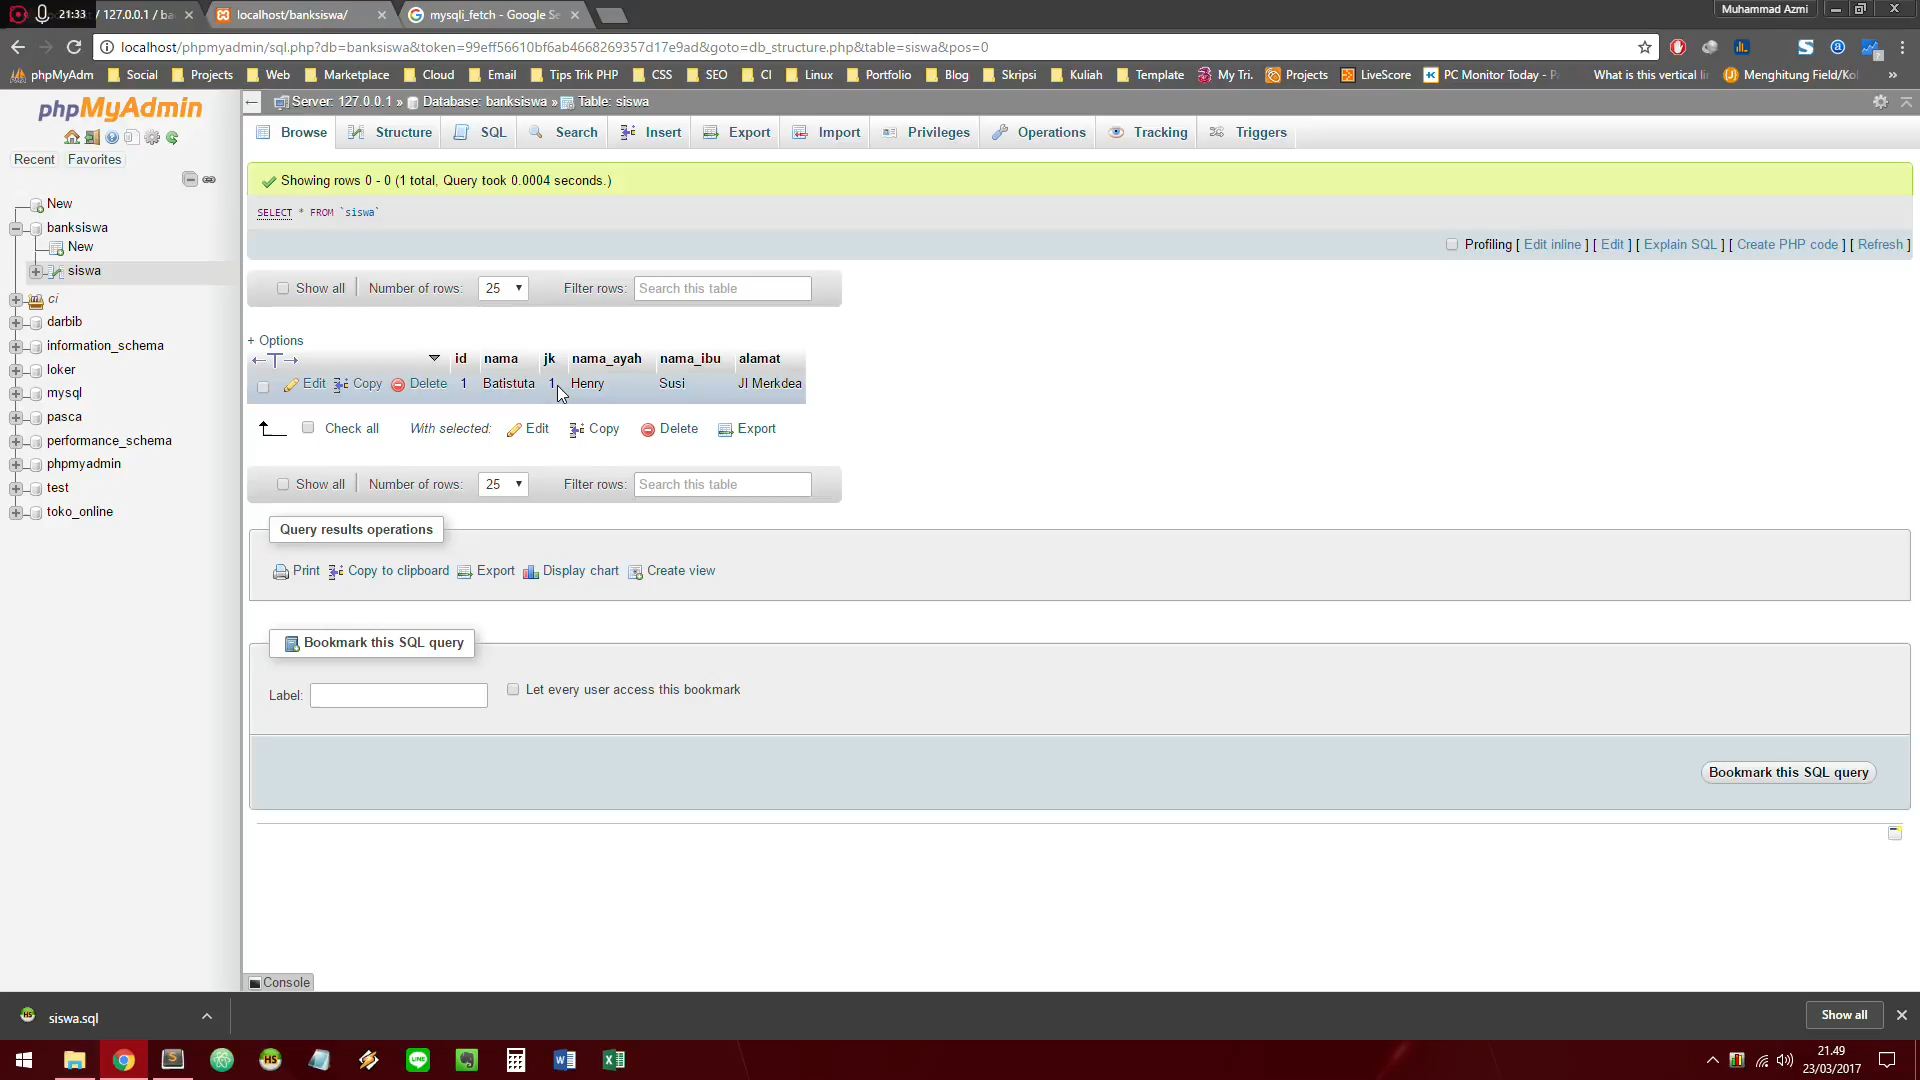 21:33
/ 127.0.0.1 / ba
localhost/banksiswa/
mysqli_fetch - Google Se
Muhammad Azmi
localhost/phpmyadmin/sql.php?db=banksiswa&token=99eff56610bf6ab4668269357d17e9ad&goto=db_structure.php&table=siswa&pos=0
phpMyAdm Social Projects Web Marketplace Cloud Email Tips Trik PHP CSS SEO CI Linux Portfolio Blog Skripsi Kuliah Template My Tri. Projects LiveScore PC Monitor Today - Pa What is this vertical li Menghitung Field/Kol »
phpMyAdmin
Recent Favorites
New
banksiswa
New
siswa
ci
darbib
information_schema
loker
mysql
pasca
performance_schema
phpmyadmin
test
toko_online
Server: 127.0.0.1 » Database: banksiswa » Table: siswa
Browse Structure SQL Search Insert Export Import Privileges Operations Tracking Triggers
Showing rows 0 - 0 (1 total, Query took 0.0004 seconds.)
SELECT * FROM `siswa`
Profiling [ Edit inline ] [ Edit ] [ Explain SQL ] [ Create PHP code ] [ Refresh ]
Show all Number of rows: 25 Filter rows: Search this table
+ Options
id nama jk nama_ayah nama_ibu alamat
Edit Copy Delete 1 Batistuta 1 Henry Susi Jl Merkdea
Check all With selected: Edit Copy Delete Export
Show all Number of rows: 25 Filter rows: Search this table
Query results operations
Print Copy to clipboard Export Display chart Create view
Bookmark this SQL query
Label: Let every user access this bookmark
Bookmark this SQL query
Console
siswa.sql
Show all
21.49
23/03/2017